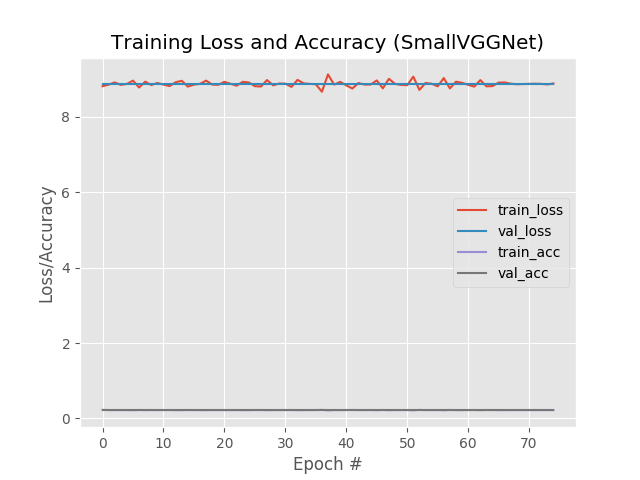 Training Loss and Accuracy (SmallVGGNet)
Loss/Accuracy
8
6
4
2
0
train_loss
val_loss
train_acc
val_acc
0 10 20 30 40 50 60 70
Epoch #